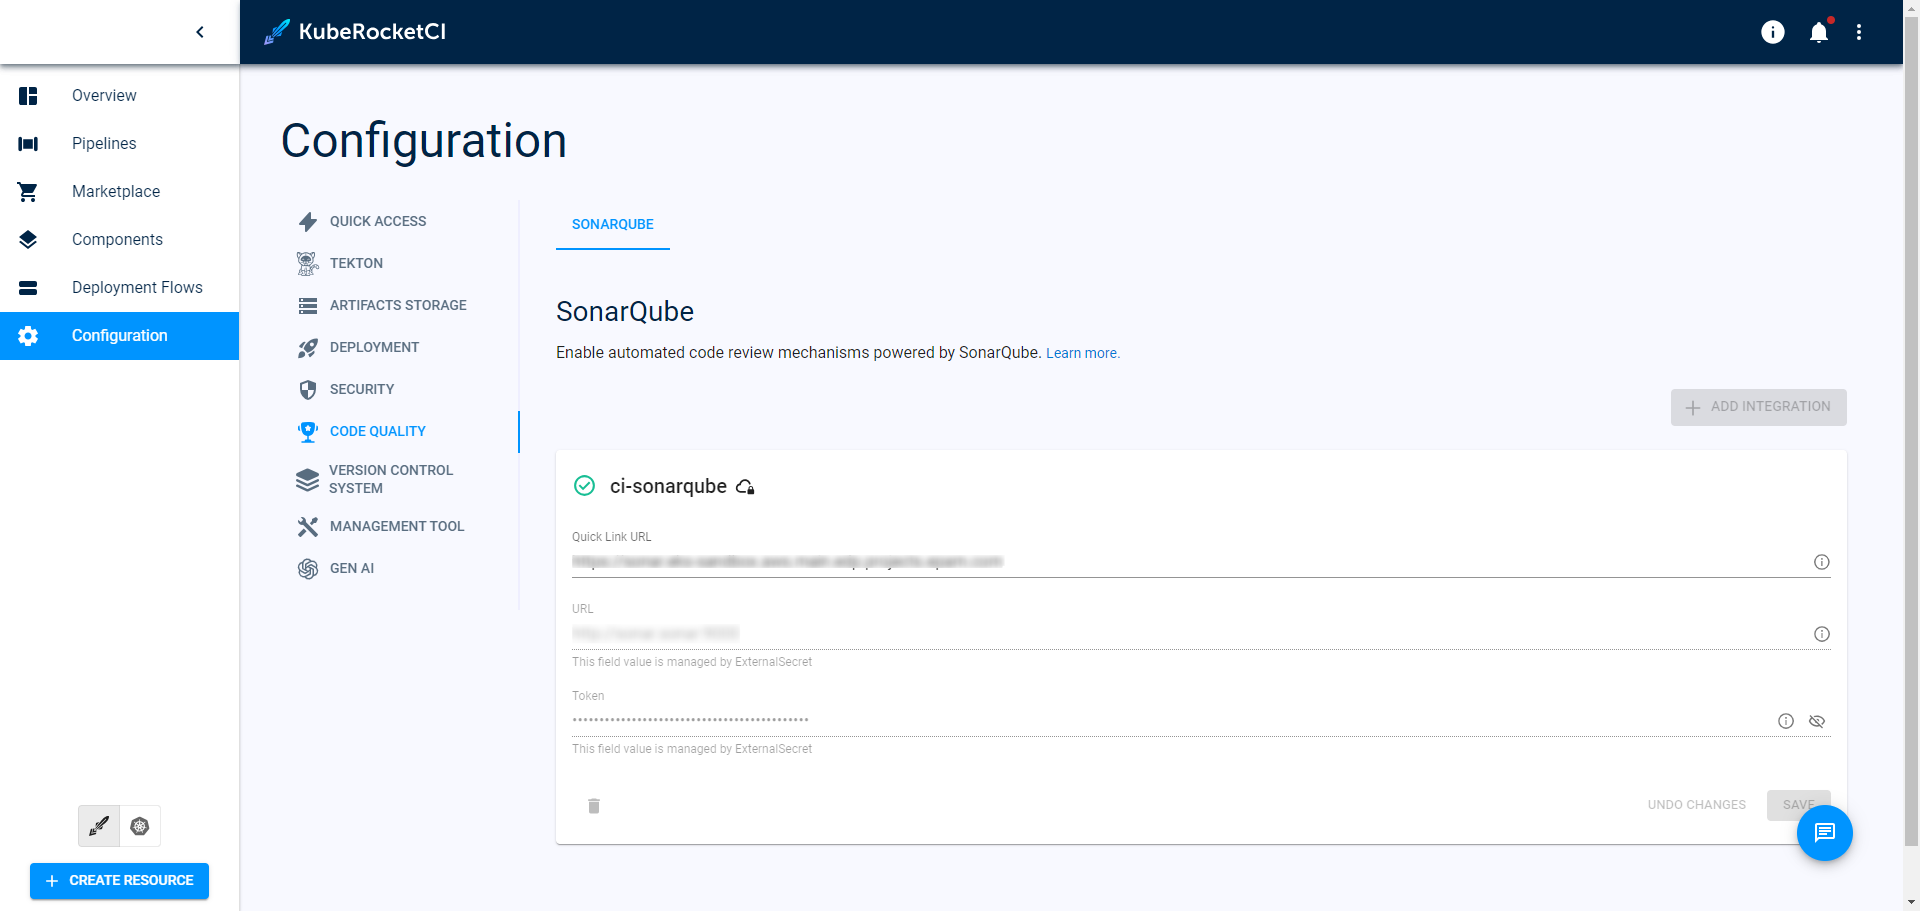 KubeRocketCI
Overview
Pipelines
Marketplace
Components
Deployment Flows
Configuration
CREATE RESOURCE
Configuration
QUICK ACCESS
TEKTON
ARTIFACTS STORAGE
DEPLOYMENT
SECURITY
CODE QUALITY
VERSION CONTROL
SYSTEM
MANAGEMENT TOOL
GEN AI
SONARQUBE
SonarQube
Enable automated code review mechanisms powered by SonarQube. Learn more.
ADD INTEGRATION
ci-sonarqube
Quick Link URL
URL
This field value is managed by ExternalSecret
Token
••••••••••••••••••••••••••••••••••••••••••••
This field value is managed by ExternalSecret
UNDO CHANGES
SAVE